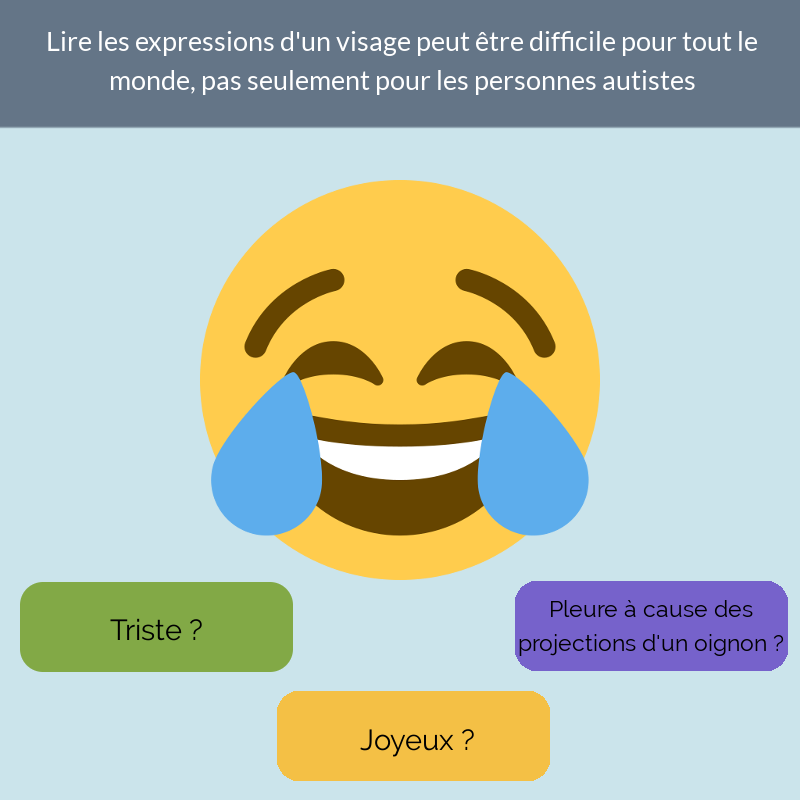 Lire les expressions d'un visage peut être difficile pour tout le
monde, pas seulement pour les personnes autistes
Triste ?
Pleure à cause des
projections d'un oignon ?
Joyeux ?